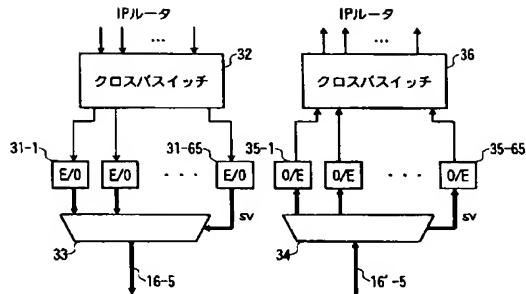 IPルータ
...
32
クロスバスイッチ
31-1
31-65
E/O
E/O
. . .
E/O
SV
33
16-5
IPルータ
...
36
クロスバスイッチ
35-1
35-65
O/E
O/E
. . .
O/E
SV
34
16'-5